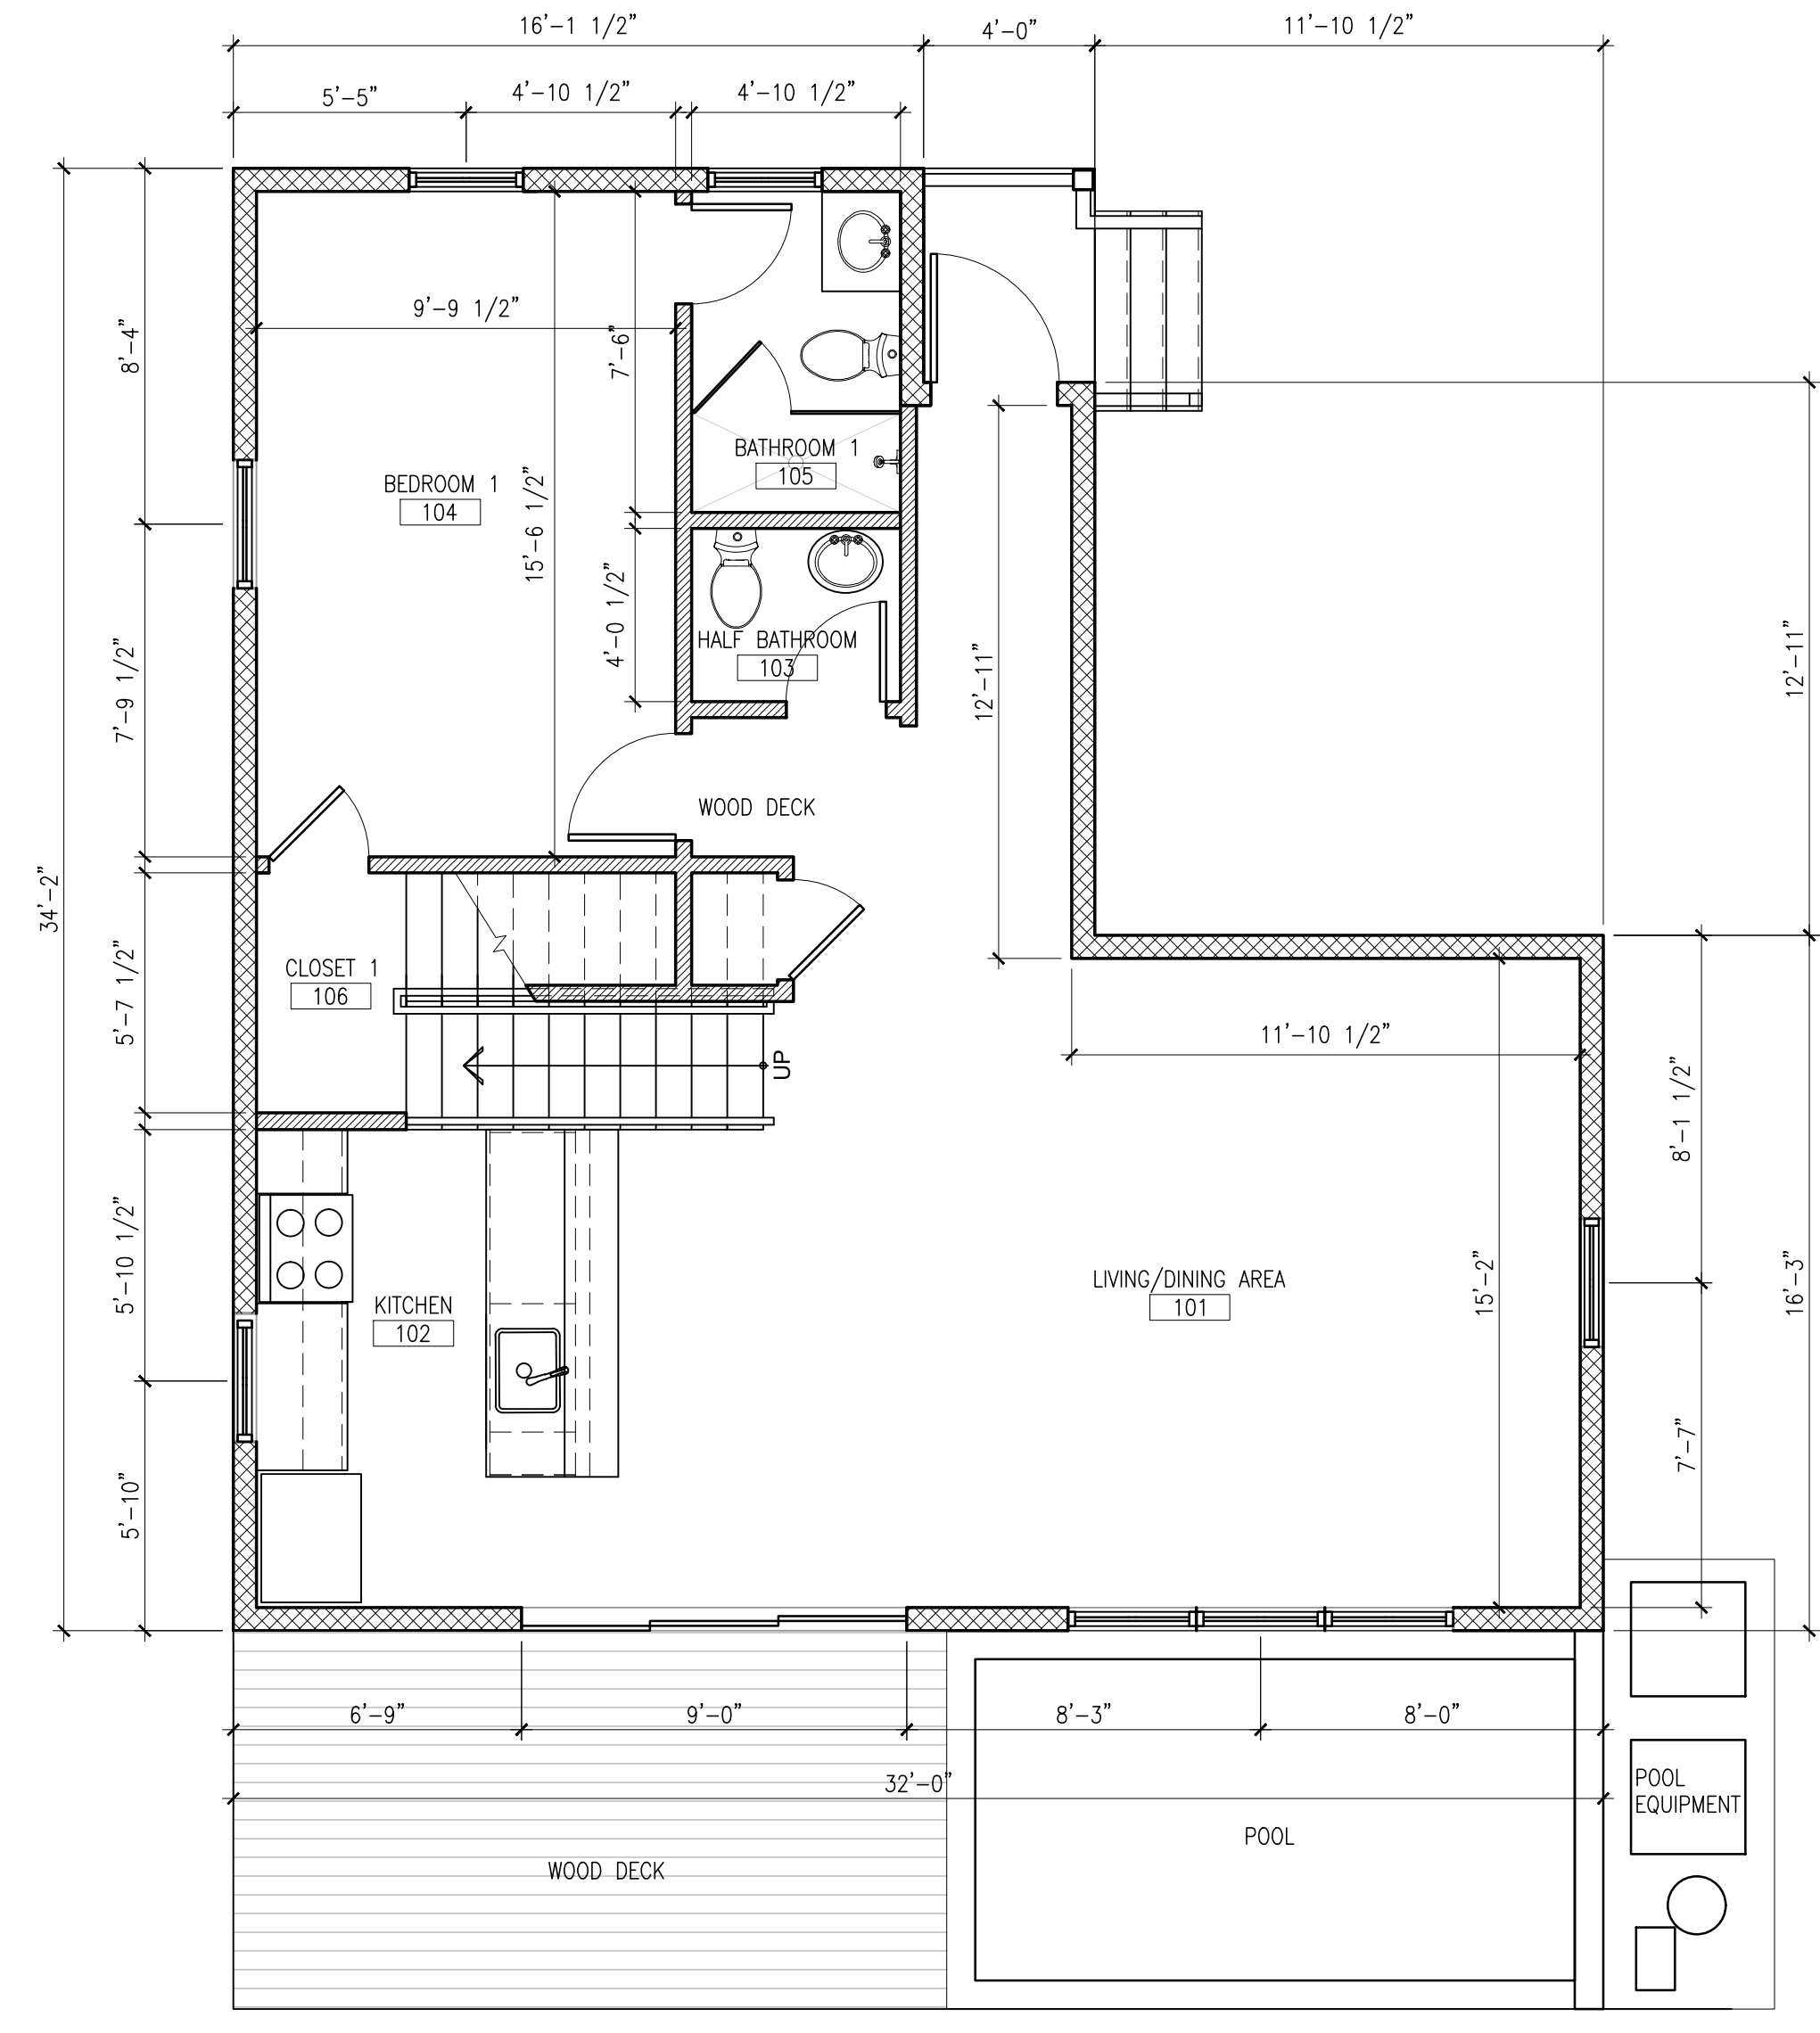 16'-1 1/2"
4'-0"
11'-10 1/2"
5'-5"
4'-10 1/2"
4'-10 1/2"
9'-9 1/2"
8'-4"
7'-6"
BATHROOM 1
105
BEDROOM 1
104
15'-6 1/2"
4'-0 1/2"
HALF BATHROOM
103
12'-11"
12'-11"
7'-9 1/2"
WOOD DECK
34'-2"
CLOSET 1
106
5'-7 1/2"
UP
11'-10 1/2"
8'-1 1/2"
5'-10 1/2"
KITCHEN
102
LIVING/DINING AREA
101
15'-2"
16'-3"
7'-7"
5'-10"
6'-9"
9'-0"
8'-3"
8'-0"
32'-0"
POOL
EQUIPMENT
POOL
WOOD DECK